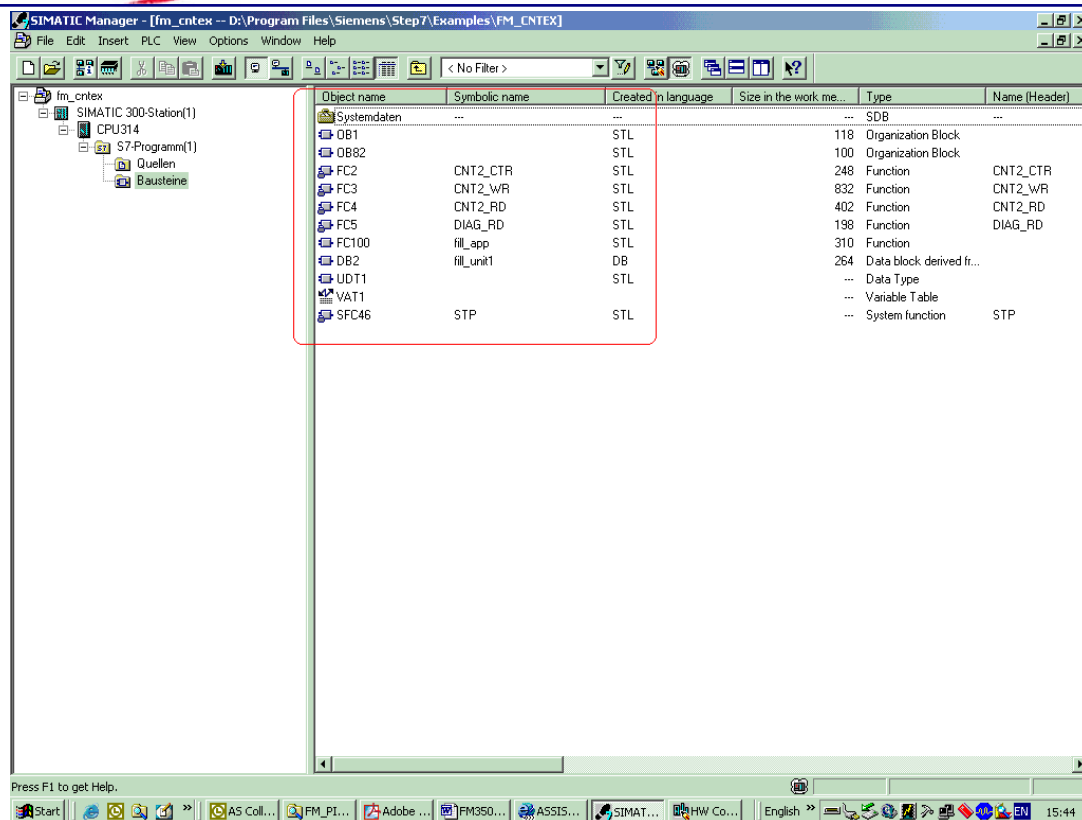 SIMATIC Manager - [fm_cntex -- D:\Program Files\Siemens\Step7\Examples\FM_CNTEX]
File Edit Insert PLC View Options Window Help
< No Filter >
fm_cntex
SIMATIC 300-Station(1)
CPU314
S7-Programm(1)
Quellen
Bausteine
Object name Symbolic name Created in language Size in the work me... Type Name (Header)
Systemdaten --- --- --- SDB ---
OB1 STL 118 Organization Block
OB82 STL 100 Organization Block
FC2 CNT2_CTR STL 248 Function CNT2_CTR
FC3 CNT2_WR STL 832 Function CNT2_WR
FC4 CNT2_RD STL 402 Function CNT2_RD
FC5 DIAG_RD STL 198 Function DIAG_RD
FC100 fill_app STL 310 Function
DB2 fill_unit1 DB 264 Data block derived fr...
UDT1 STL --- Data Type
VAT1 --- Variable Table
SFC46 STP STL --- System function STP
Press F1 to get Help.
Start » AS Coll... FM_PI... Adobe ... FM350... ASSIS... SIMAT... HW Co... English » EN 15:44